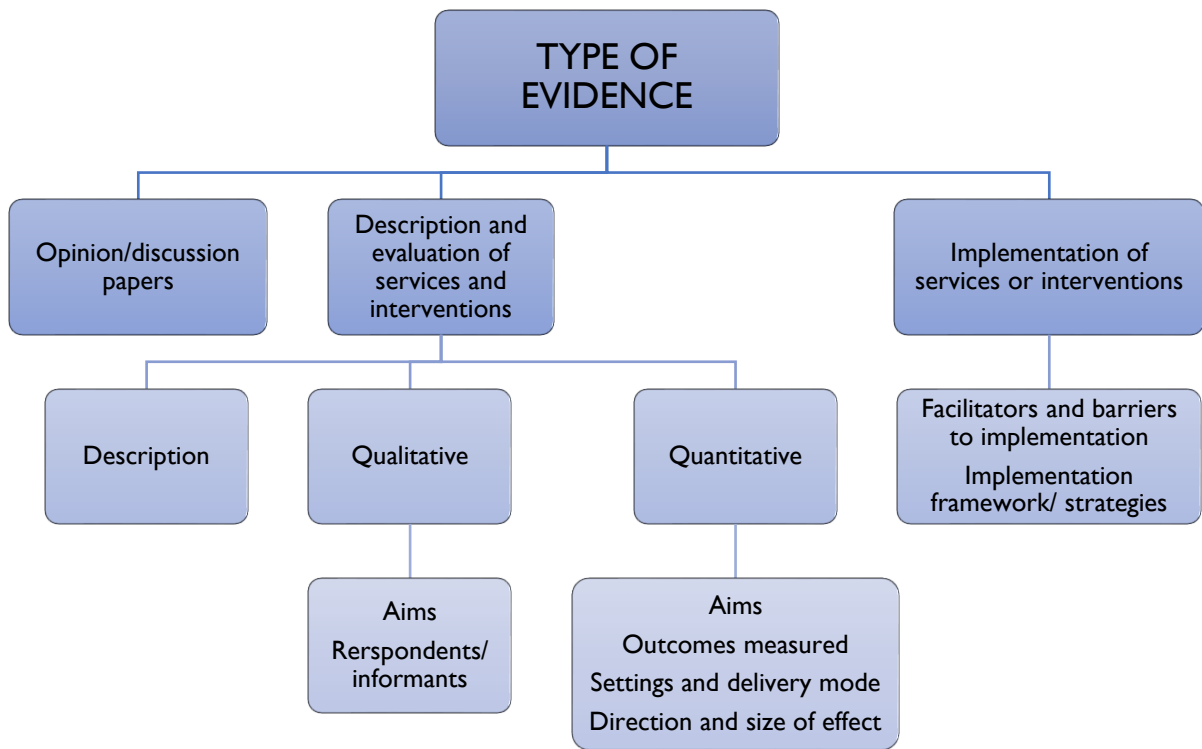 TYPE OF
EVIDENCE
Opinion/discussion
papers
Description and
evaluation of
services and
interventions
Implementation of
services or interventions
Description
Qualitative
Quantitative
Facilitators and barriers
to implementation
Implementation
framework/ strategies
Aims
Rerspondents/
informants
Aims
Outcomes measured
Settings and delivery mode
Direction and size of effect